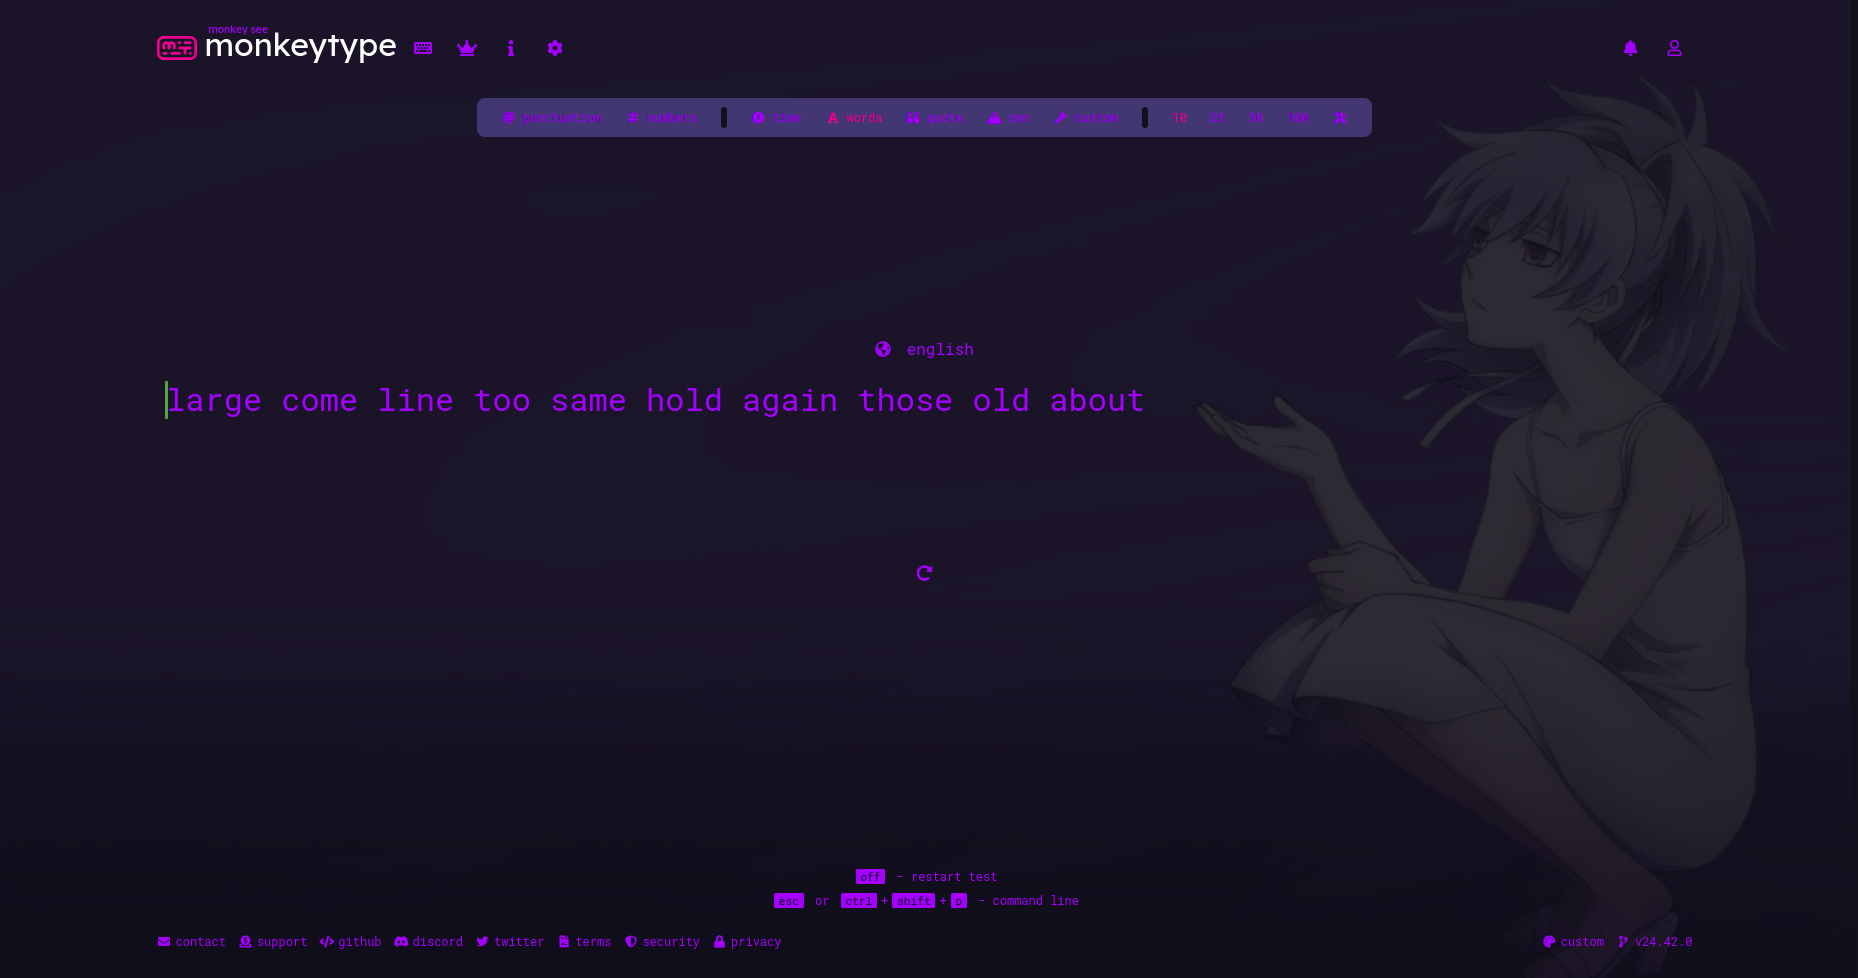 monkey see
monkeytype
@ punctuation # numbers time A words quote zen custom 10 25 50 100
english
large come line too same hold again those old about
off - restart test
esc or ctrl + shift + p - command line
contact support github discord twitter terms security privacy custom v24.42.0